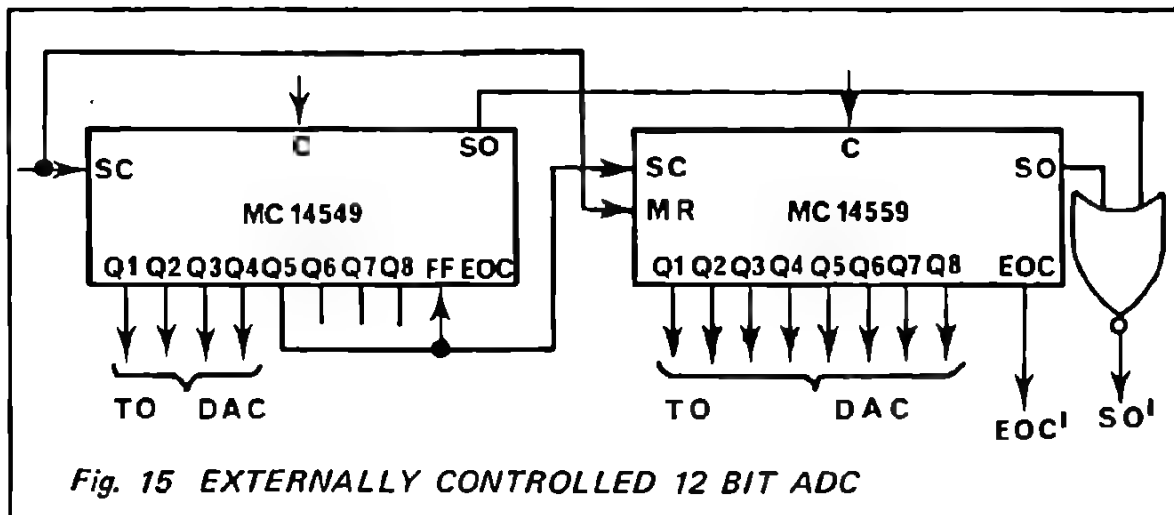 C SO C
SC SC SO
MC 14549 MR MC 14559
Q1 Q2 Q3 Q4 Q5 Q6 Q7 Q8 FF EOC Q1 Q2 Q3 Q4 Q5 Q6 Q7 Q8 EOC
TO DAC TO DAC EOC' SO'
Fig. 15 EXTERNALLY CONTROLLED 12 BIT ADC